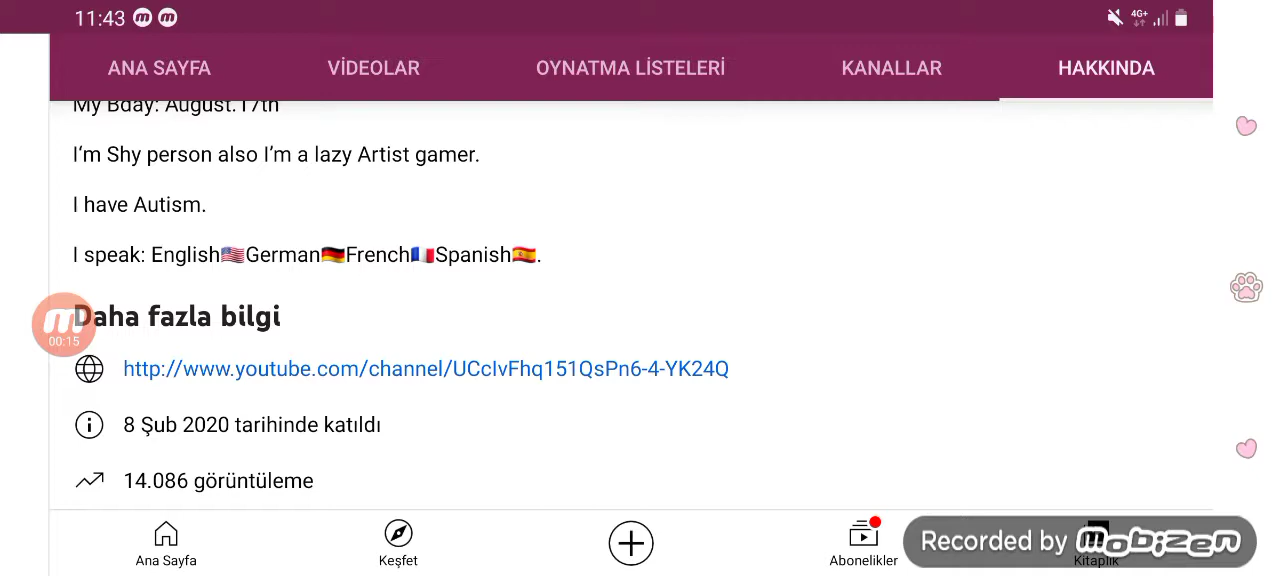 11:43 4G+
ANA SAYFA VİDEOLAR OYNATMA LİSTELERİ KANALLAR HAKKINDA
My Bday: August.17th
I'm Shy person also I'm a lazy Artist gamer.
I have Autism.
I speak: English🇺🇸German🇩🇪French🇫🇷Spanish🇪🇸.
Daha fazla bilgi
00:15
http://www.youtube.com/channel/UCcIvFhq151QsPn6-4-YK24Q
8 Şub 2020 tarihinde katıldı
14.086 görüntüleme
Recorded by mobizen
Ana Sayfa Keşfet Abonelikler Kitaplık